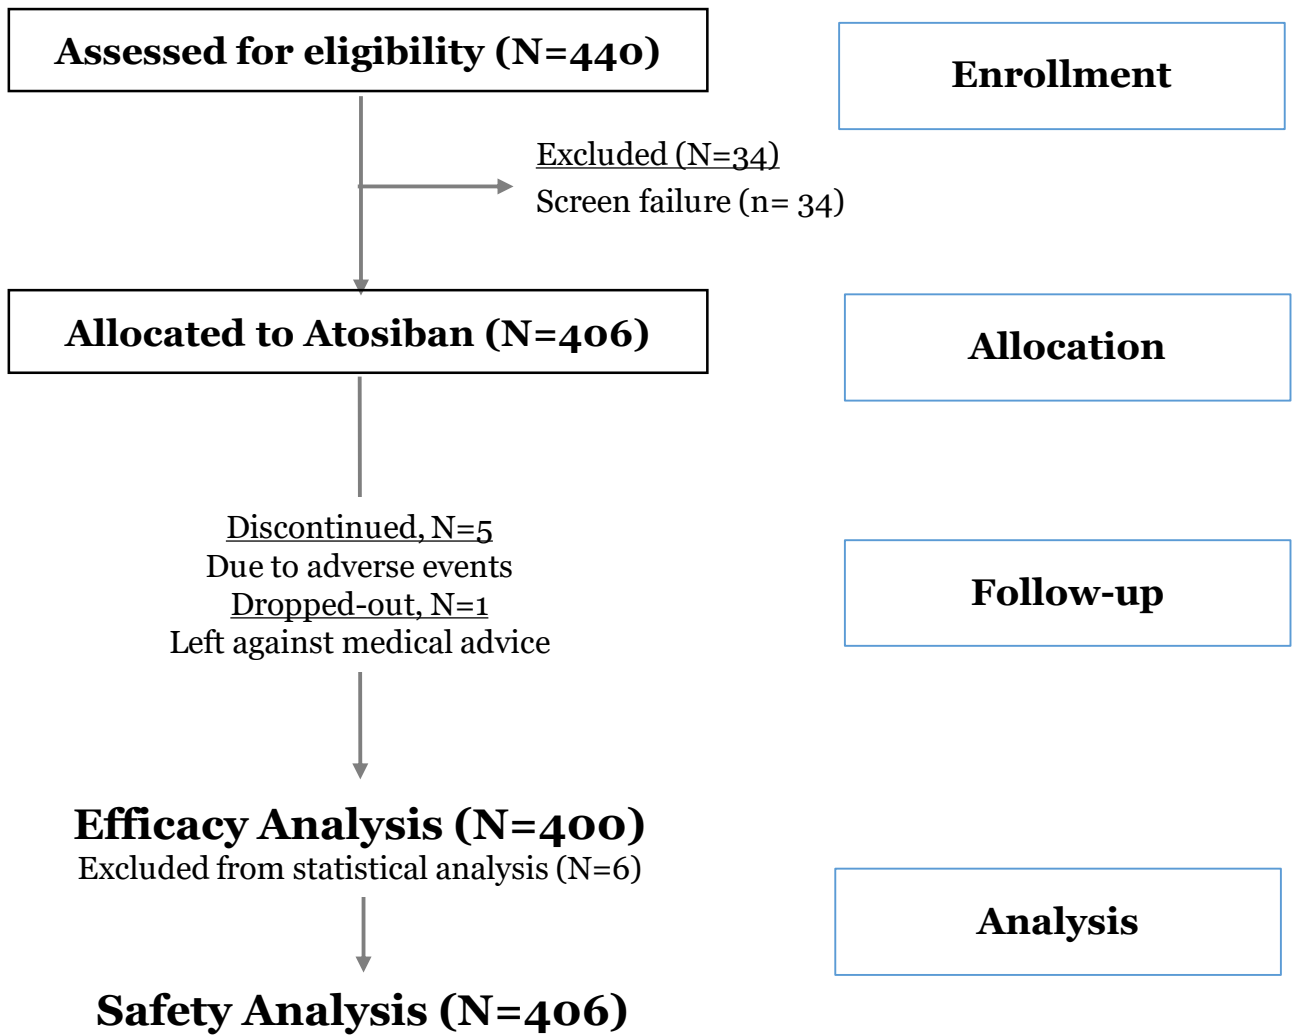 Assessed for eligibility (N=440)
Enrollment
Excluded (N=34)
Screen failure (n= 34)
Allocated to Atosiban (N=406)
Allocation
Discontinued, N=5
Due to adverse events
Dropped-out, N=1
Left against medical advice
Follow-up
Efficacy Analysis (N=400)
Excluded from statistical analysis (N=6)
Analysis
Safety Analysis (N=406)